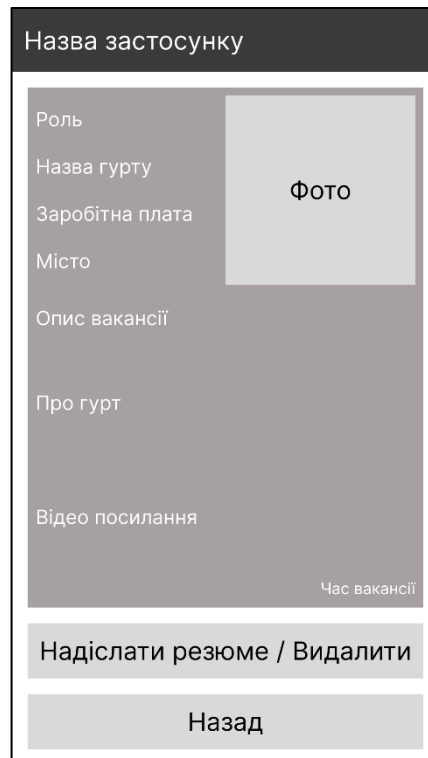 Назва застосунку
Роль
Назва гурту
Фото
Заробітна плата
Місто
Опис вакансії
Про гурт
Відео посилання
Час вакансії
Надіслати резюме / Видалити
Назад